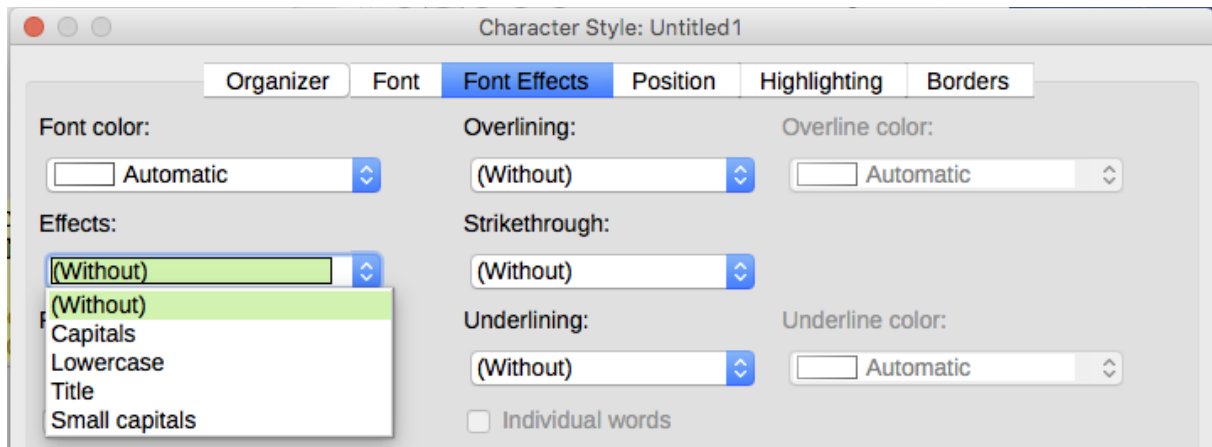 Character Style: Untitled1
Organizer Font Font Effects Position Highlighting Borders
Font color: Overlining: Overline color:
Automatic (Without) Automatic
Effects: Strikethrough:
(Without) (Without)
(Without)
Capitals Underlining: Underline color:
Lowercase
Title (Without) Automatic
Small capitals Individual words